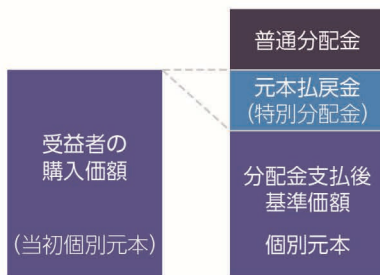 普通分配金
元本払戻金
(特別分配金)
受益者の
購入価額
(当初個別元本)
分配金支払後
基準価額
個別元本